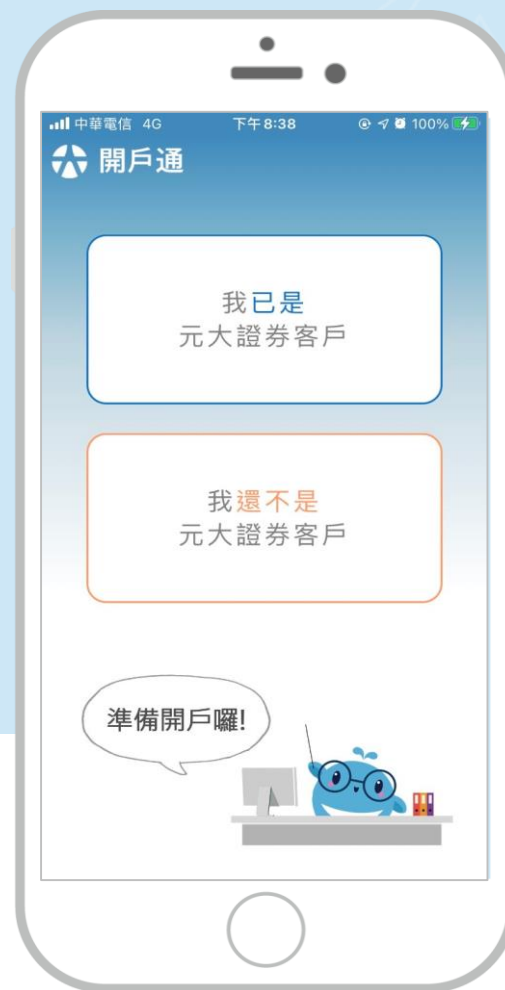 中華電信 4G 下午8:38 100%
開戶通
我已是
元大證券客戶
我還不是
元大證券客戶
準備開戶囉!